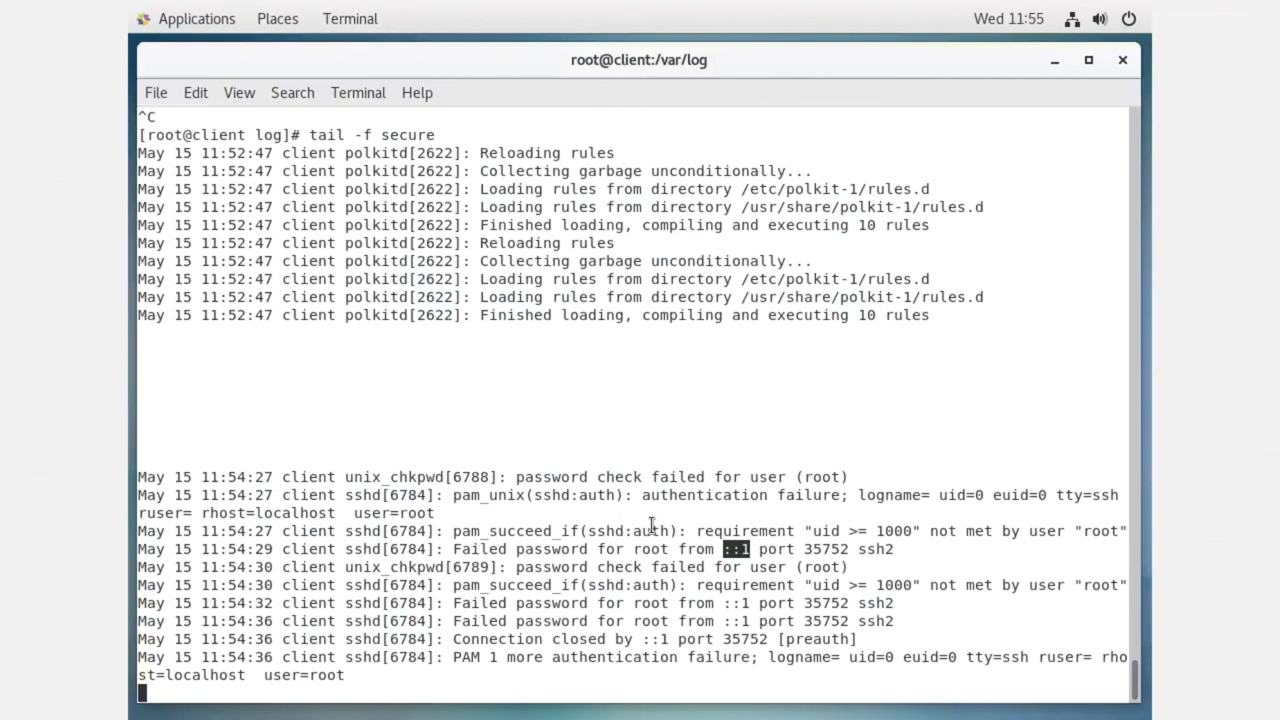 Applications Places Terminal Wed 11:55
root@client:/var/log
File Edit View Search Terminal Help
^C
[root@client log]# tail -f secure
May 15 11:52:47 client polkitd[2622]: Reloading rules
May 15 11:52:47 client polkitd[2622]: Collecting garbage unconditionally...
May 15 11:52:47 client polkitd[2622]: Loading rules from directory /etc/polkit-1/rules.d
May 15 11:52:47 client polkitd[2622]: Loading rules from directory /usr/share/polkit-1/rules.d
May 15 11:52:47 client polkitd[2622]: Finished loading, compiling and executing 10 rules
May 15 11:52:47 client polkitd[2622]: Reloading rules
May 15 11:52:47 client polkitd[2622]: Collecting garbage unconditionally...
May 15 11:52:47 client polkitd[2622]: Loading rules from directory /etc/polkit-1/rules.d
May 15 11:52:47 client polkitd[2622]: Loading rules from directory /usr/share/polkit-1/rules.d
May 15 11:52:47 client polkitd[2622]: Finished loading, compiling and executing 10 rules
May 15 11:54:27 client unix_chkpwd[6788]: password check failed for user (root)
May 15 11:54:27 client sshd[6784]: pam_unix(sshd:auth): authentication failure; logname= uid=0 euid=0 tty=ssh
ruser= rhost=localhost  user=root
May 15 11:54:27 client sshd[6784]: pam_succeed_if(sshd:auth): requirement "uid >= 1000" not met by user "root"
May 15 11:54:29 client sshd[6784]: Failed password for root from ::1 port 35752 ssh2
May 15 11:54:30 client unix_chkpwd[6789]: password check failed for user (root)
May 15 11:54:30 client sshd[6784]: pam_succeed_if(sshd:auth): requirement "uid >= 1000" not met by user "root"
May 15 11:54:32 client sshd[6784]: Failed password for root from ::1 port 35752 ssh2
May 15 11:54:36 client sshd[6784]: Failed password for root from ::1 port 35752 ssh2
May 15 11:54:36 client sshd[6784]: Connection closed by ::1 port 35752 [preauth]
May 15 11:54:36 client sshd[6784]: PAM 1 more authentication failure; logname= uid=0 euid=0 tty=ssh ruser= rho
st=localhost  user=root